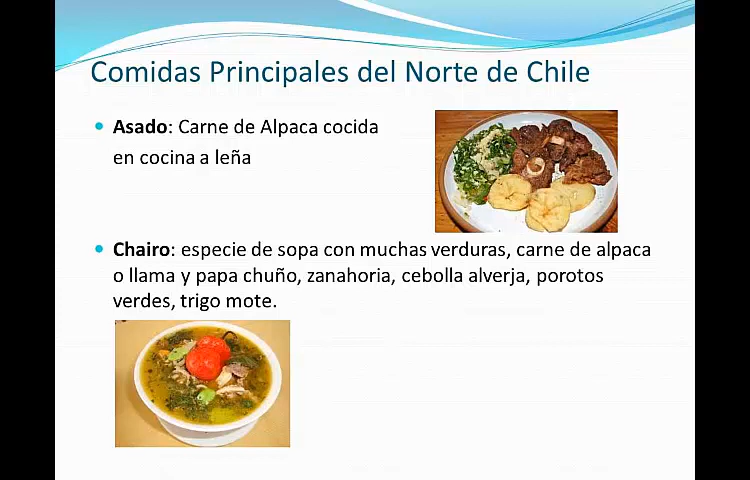 Comidas Principales del Norte de Chile
Asado: Carne de Alpaca cocida
en cocina a leña
Chairo: especie de sopa con muchas verduras, carne de alpaca
o llama y papa chuño, zanahoria, cebolla alverja, porotos
verdes, trigo mote.